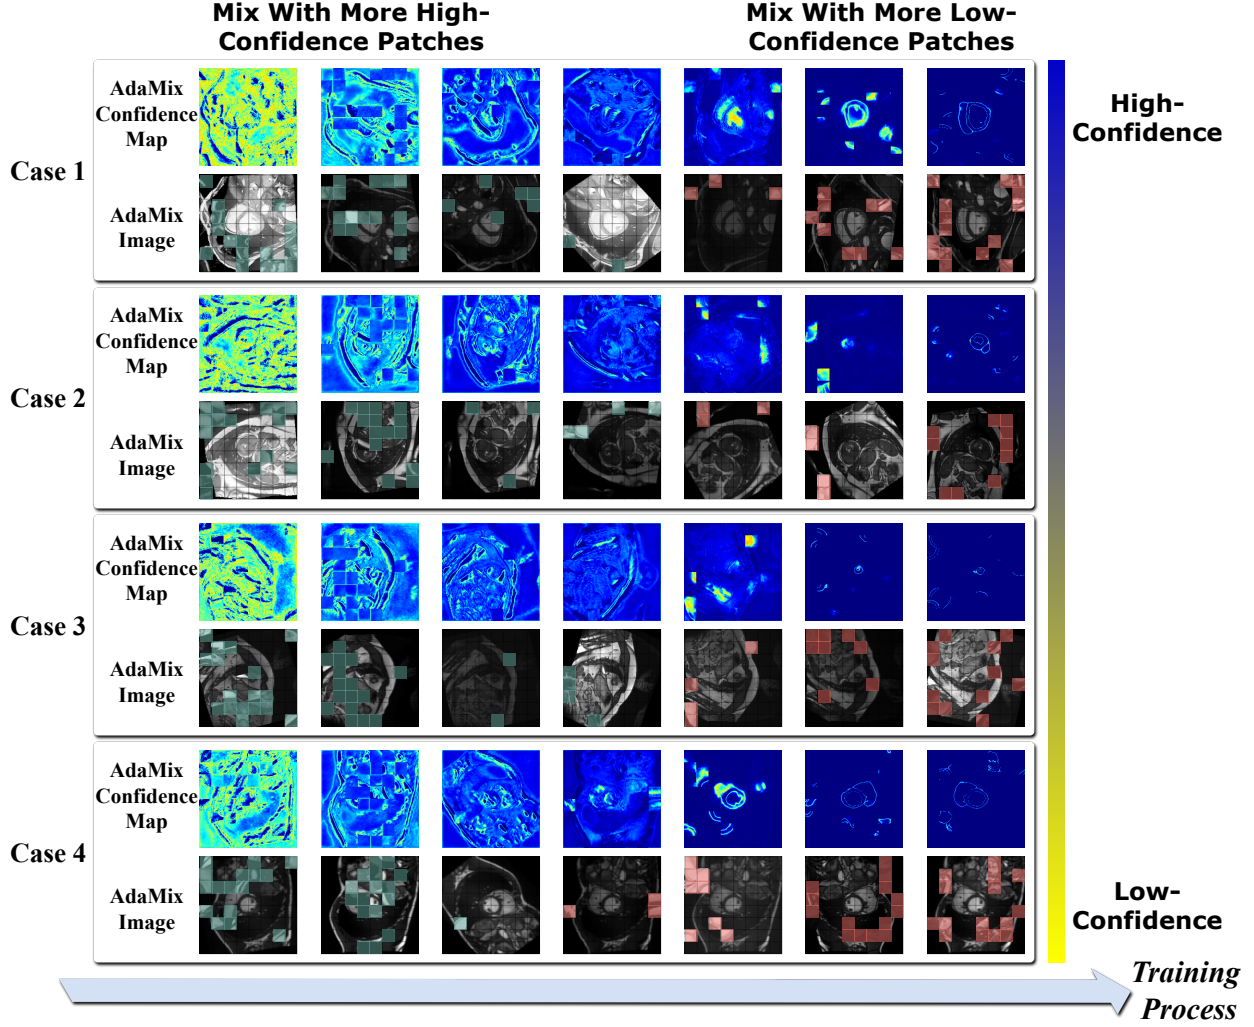 Mix With More High-
Confidence Patches
Mix With More Low-
Confidence Patches
High-
Confidence
Case 1
AdaMix
Confidence
Map
AdaMix
Image
Case 2
AdaMix
Confidence
Map
AdaMix
Image
Case 3
AdaMix
Confidence
Map
AdaMix
Image
Case 4
AdaMix
Confidence
Map
AdaMix
Image
Low-
Confidence
Training
Process